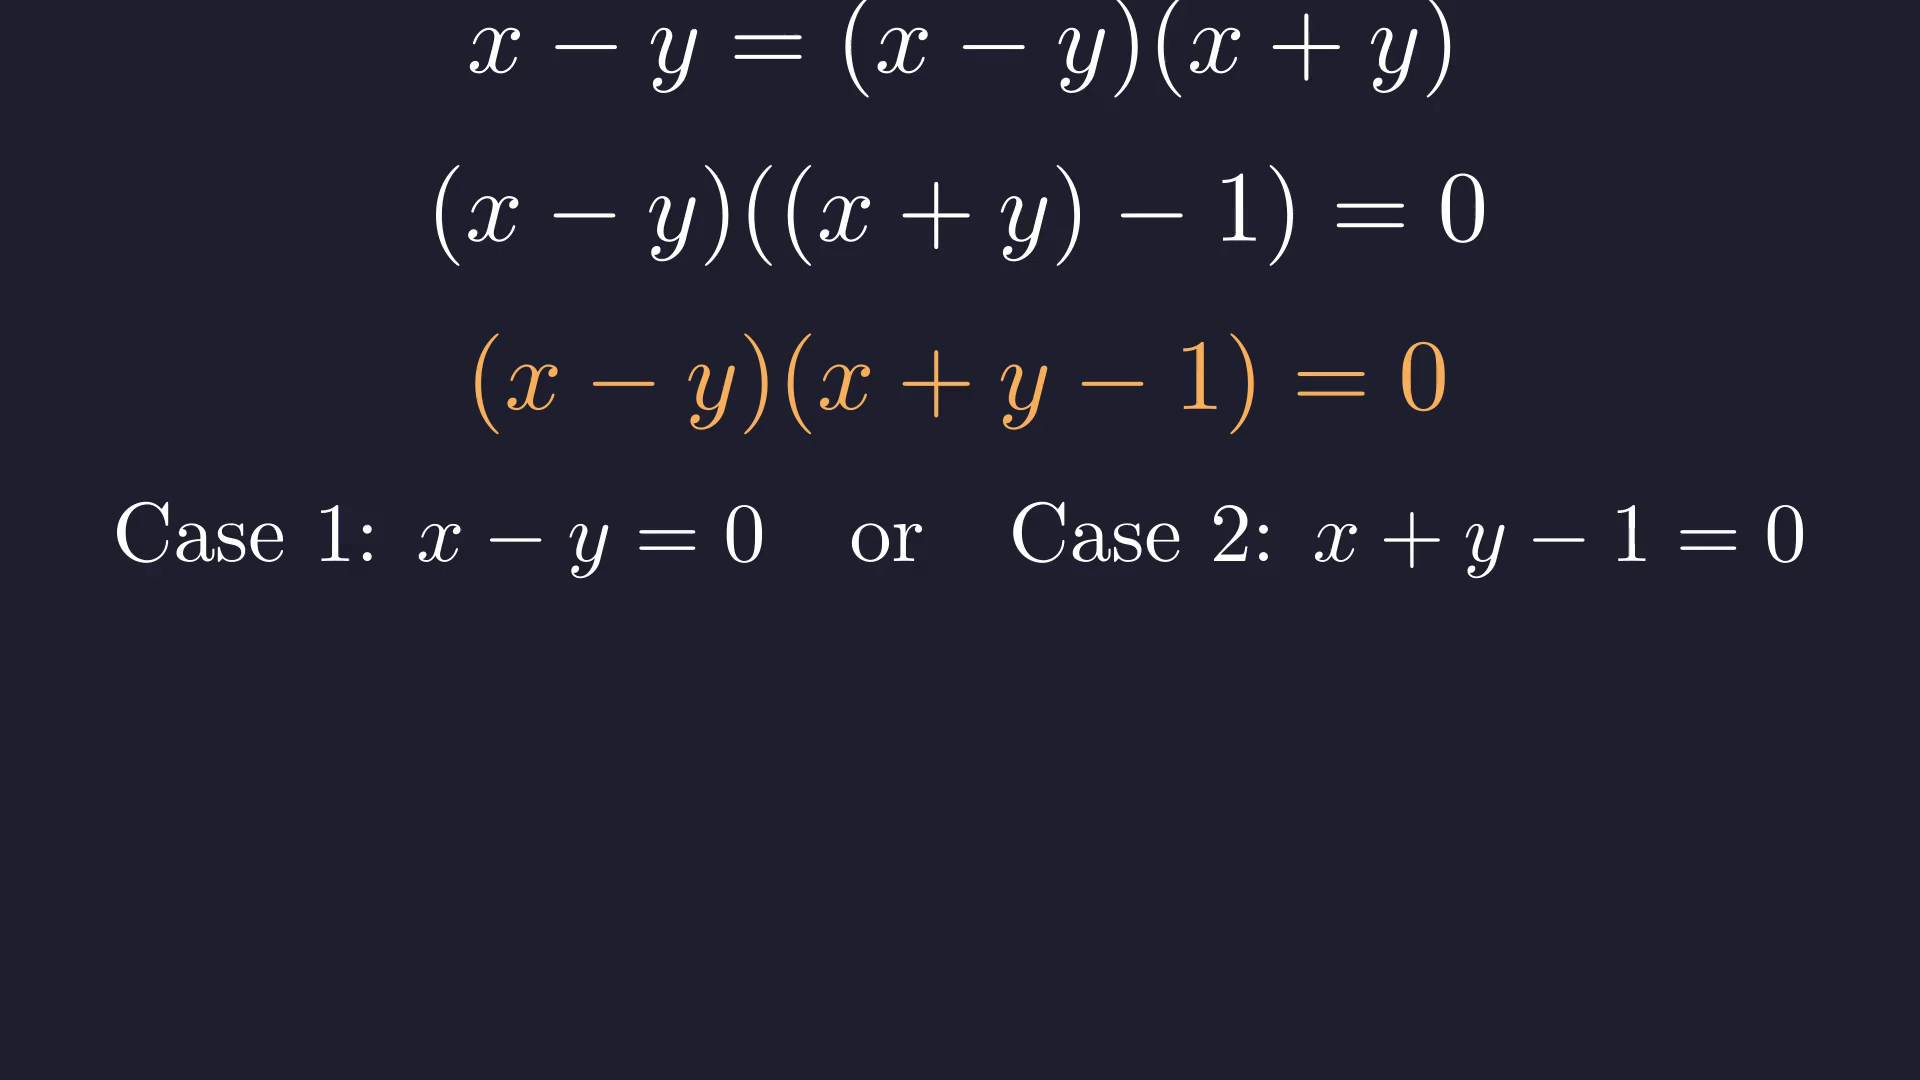 x − y = (x − y)(x + y)
(x − y)((x + y) − 1) = 0
(x − y)(x + y − 1) = 0
Case 1: x − y = 0 or Case 2: x + y − 1 = 0